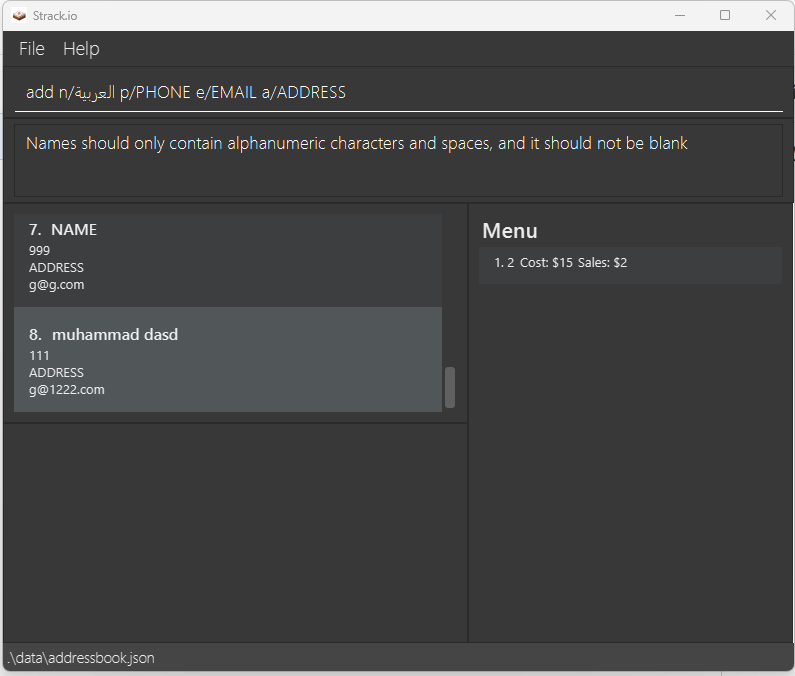 Strack.io
File Help
add n/العربية p/PHONE e/EMAIL a/ADDRESS
Names should only contain alphanumeric characters and spaces, and it should not be blank
7. NAME
999
ADDRESS
g@g.com
8. muhammad dasd
111
ADDRESS
g@1222.com
Menu
1. 2 Cost: $15 Sales: $2
.\data\addressbook.json